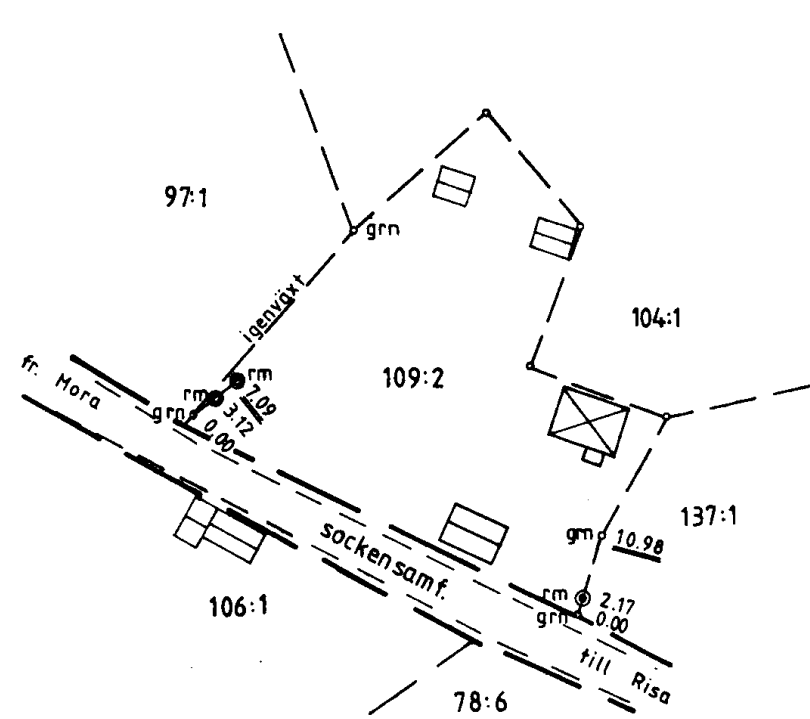 97:1
grn
igenväxt
104:1
fr. Mora
rm
rm
7.09
109:2
grn
3.12
0.00
137:1
grn
10.98
sockensamf.
rm
2.17
grn
0.00
106:1
till Risa
78:6